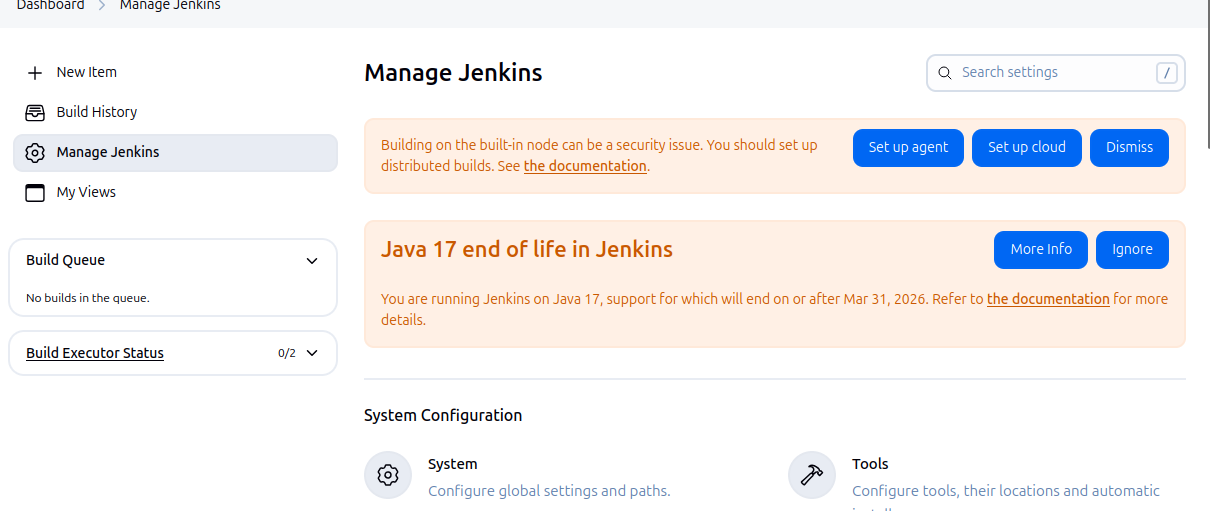 Dashboard > Manage Jenkins
New Item
Build History
Manage Jenkins
My Views
Build Queue
No builds in the queue.
Build Executor Status 0/2
Manage Jenkins
Search settings /
Building on the built-in node can be a security issue. You should set up
distributed builds. See the documentation.
Set up agent Set up cloud Dismiss
Java 17 end of life in Jenkins
More Info Ignore
You are running Jenkins on Java 17, support for which will end on or after Mar 31, 2026. Refer to the documentation for more
details.
System Configuration
System
Configure global settings and paths.
Tools
Configure tools, their locations and automatic